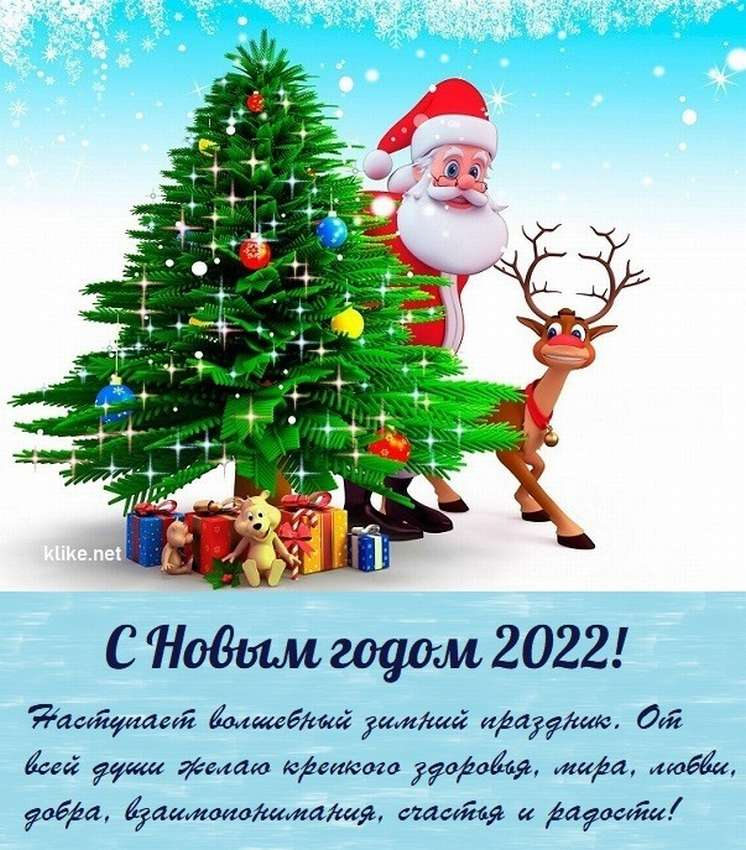 klike.net
С Новым годом 2022!
Наступает волшебный зимний праздник. От
всей души желаю крепкого здоровья, мира, любви,
добра, взаимопонимания, счастья и радости!